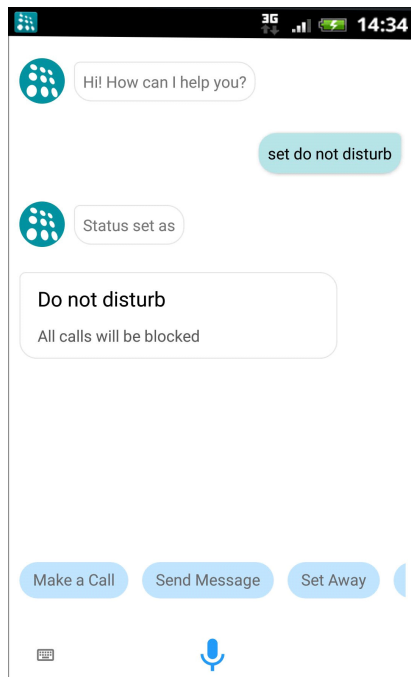 3G 14:34
Hi! How can I help you?
set do not disturb
Status set as
Do not disturb
All calls will be blocked
Make a Call Send Message Set Away